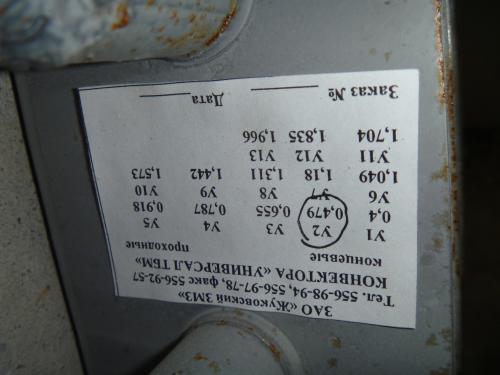 ЗАО «Жуковский ЗМЗ»
Тел. 556-98-94, 556-97-78, факс 556-92-57
КОНВЕКТОРА «УНИВЕРСАЛ ТБМ»
концевые проходные
У1 У2 У3 У4 У5
0,4 0,479 0,655 0,787 0,918
У6 У7 У8 У9 У10
1,049 1,18 1,311 1,442 1,573
У11 У12 У13
1,704 1,835 1,966
Заказ № Дата